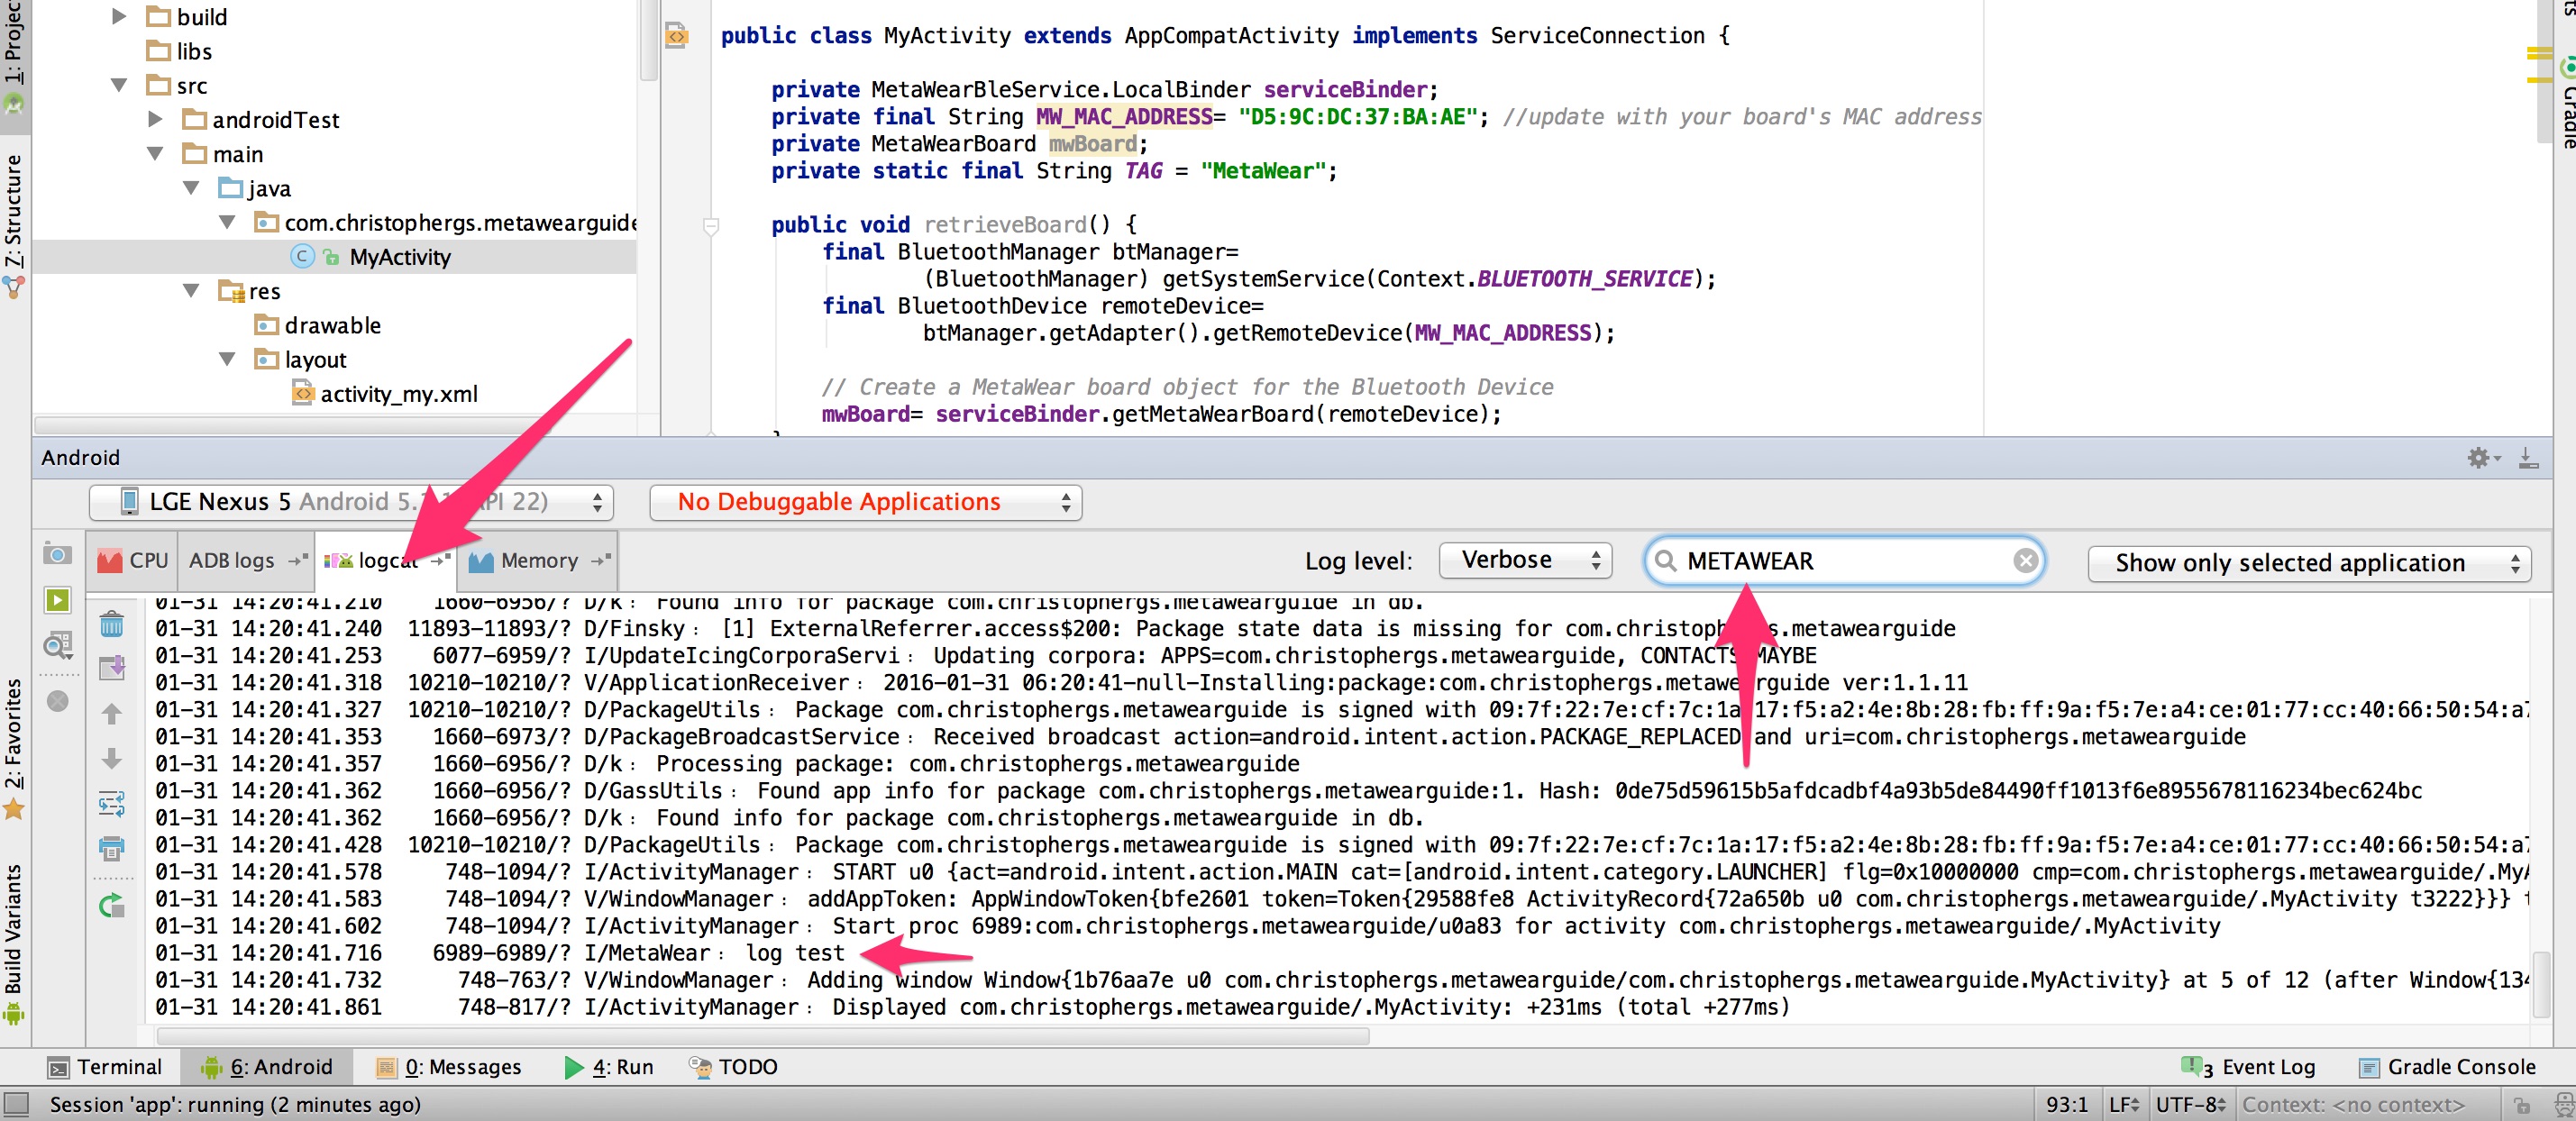 1: Project
build
libs
src
androidTest
main
java
com.christophergs.metawearguide
MyActivity
res
drawable
layout
activity_my.xml
7: Structure
2: Favorites
Build Variants
Gradle
public class MyActivity extends AppCompatActivity implements ServiceConnection {
private MetaWearBleService.LocalBinder serviceBinder;
private final String MW_MAC_ADDRESS= "D5:9C:DC:37:BA:AE"; //update with your board's MAC address
private MetaWearBoard mwBoard;
private static final String TAG = "MetaWear";
public void retrieveBoard() {
final BluetoothManager btManager=
(BluetoothManager) getSystemService(Context.BLUETOOTH_SERVICE);
final BluetoothDevice remoteDevice=
btManager.getAdapter().getRemoteDevice(MW_MAC_ADDRESS);
// Create a MetaWear board object for the Bluetooth Device
mwBoard= serviceBinder.getMetaWearBoard(remoteDevice);
}
Android
LGE Nexus 5 Android 5. PI 22)
No Debuggable Applications
CPU
ADB logs
logcat
Memory
Log level:
Verbose
METAWEAR
Show only selected application
01-31 14:20:41.210 1660-6956/? D/k﹕ Found info for package com.christophergs.metawearguide in db.
01-31 14:20:41.240 11893-11893/? D/Finsky﹕ [1] ExternalReferrer.access$200: Package state data is missing for com.christophergs.metawearguide
01-31 14:20:41.253 6077-6959/? I/UpdateIcingCorporaServi﹕ Updating corpora: APPS=com.christophergs.metawearguide, CONTACTS=MAYBE
01-31 14:20:41.318 10210-10210/? V/ApplicationReceiver﹕ 2016-01-31 06:20:41-null-Installing:package:com.christophergs.metawearguide ver:1.1.11
01-31 14:20:41.327 10210-10210/? D/PackageUtils﹕ Package com.christophergs.metawearguide is signed with 09:7f:22:7e:cf:7c:1a:17:f5:a2:4e:8b:28:fb:ff:9a:f5:7e:a4:ce:01:77:cc:40:66:50:54:a7
01-31 14:20:41.353 1660-6973/? D/PackageBroadcastService﹕ Received broadcast action=android.intent.action.PACKAGE_REPLACED and uri=com.christophergs.metawearguide
01-31 14:20:41.357 1660-6956/? D/k﹕ Processing package: com.christophergs.metawearguide
01-31 14:20:41.362 1660-6956/? D/GassUtils﹕ Found app info for package com.christophergs.metawearguide:1. Hash: 0de75d59615b5afdcadbf4a93b5de84490ff1013f6e8955678116234bec624bc
01-31 14:20:41.362 1660-6956/? D/k﹕ Found info for package com.christophergs.metawearguide in db.
01-31 14:20:41.428 10210-10210/? D/PackageUtils﹕ Package com.christophergs.metawearguide is signed with 09:7f:22:7e:cf:7c:1a:17:f5:a2:4e:8b:28:fb:ff:9a:f5:7e:a4:ce:01:77:cc:40:66:50:54:a7
01-31 14:20:41.578 748-1094/? I/ActivityManager﹕ START u0 {act=android.intent.action.MAIN cat=[android.intent.category.LAUNCHER] flg=0x10000000 cmp=com.christophergs.metawearguide/.MyA
01-31 14:20:41.583 748-1094/? V/WindowManager﹕ addAppToken: AppWindowToken{bfe2601 token=Token{29588fe8 ActivityRecord{72a650b u0 com.christophergs.metawearguide/.MyActivity t3222}}} t
01-31 14:20:41.602 748-1094/? I/ActivityManager﹕ Start proc 6989:com.christophergs.metawearguide/u0a83 for activity com.christophergs.metawearguide/.MyActivity
01-31 14:20:41.716 6989-6989/? I/MetaWear﹕ log test
01-31 14:20:41.732 748-763/? V/WindowManager﹕ Adding window Window{1b76aa7e u0 com.christophergs.metawearguide/com.christophergs.metawearguide.MyActivity} at 5 of 12 (after Window{134
01-31 14:20:41.861 748-817/? I/ActivityManager﹕ Displayed com.christophergs.metawearguide/.MyActivity: +231ms (total +277ms)
Terminal
6: Android
0: Messages
4: Run
TODO
3 Event Log
Gradle Console
Session 'app': running (2 minutes ago)
93:1
LF
UTF-8
Context: <no context>